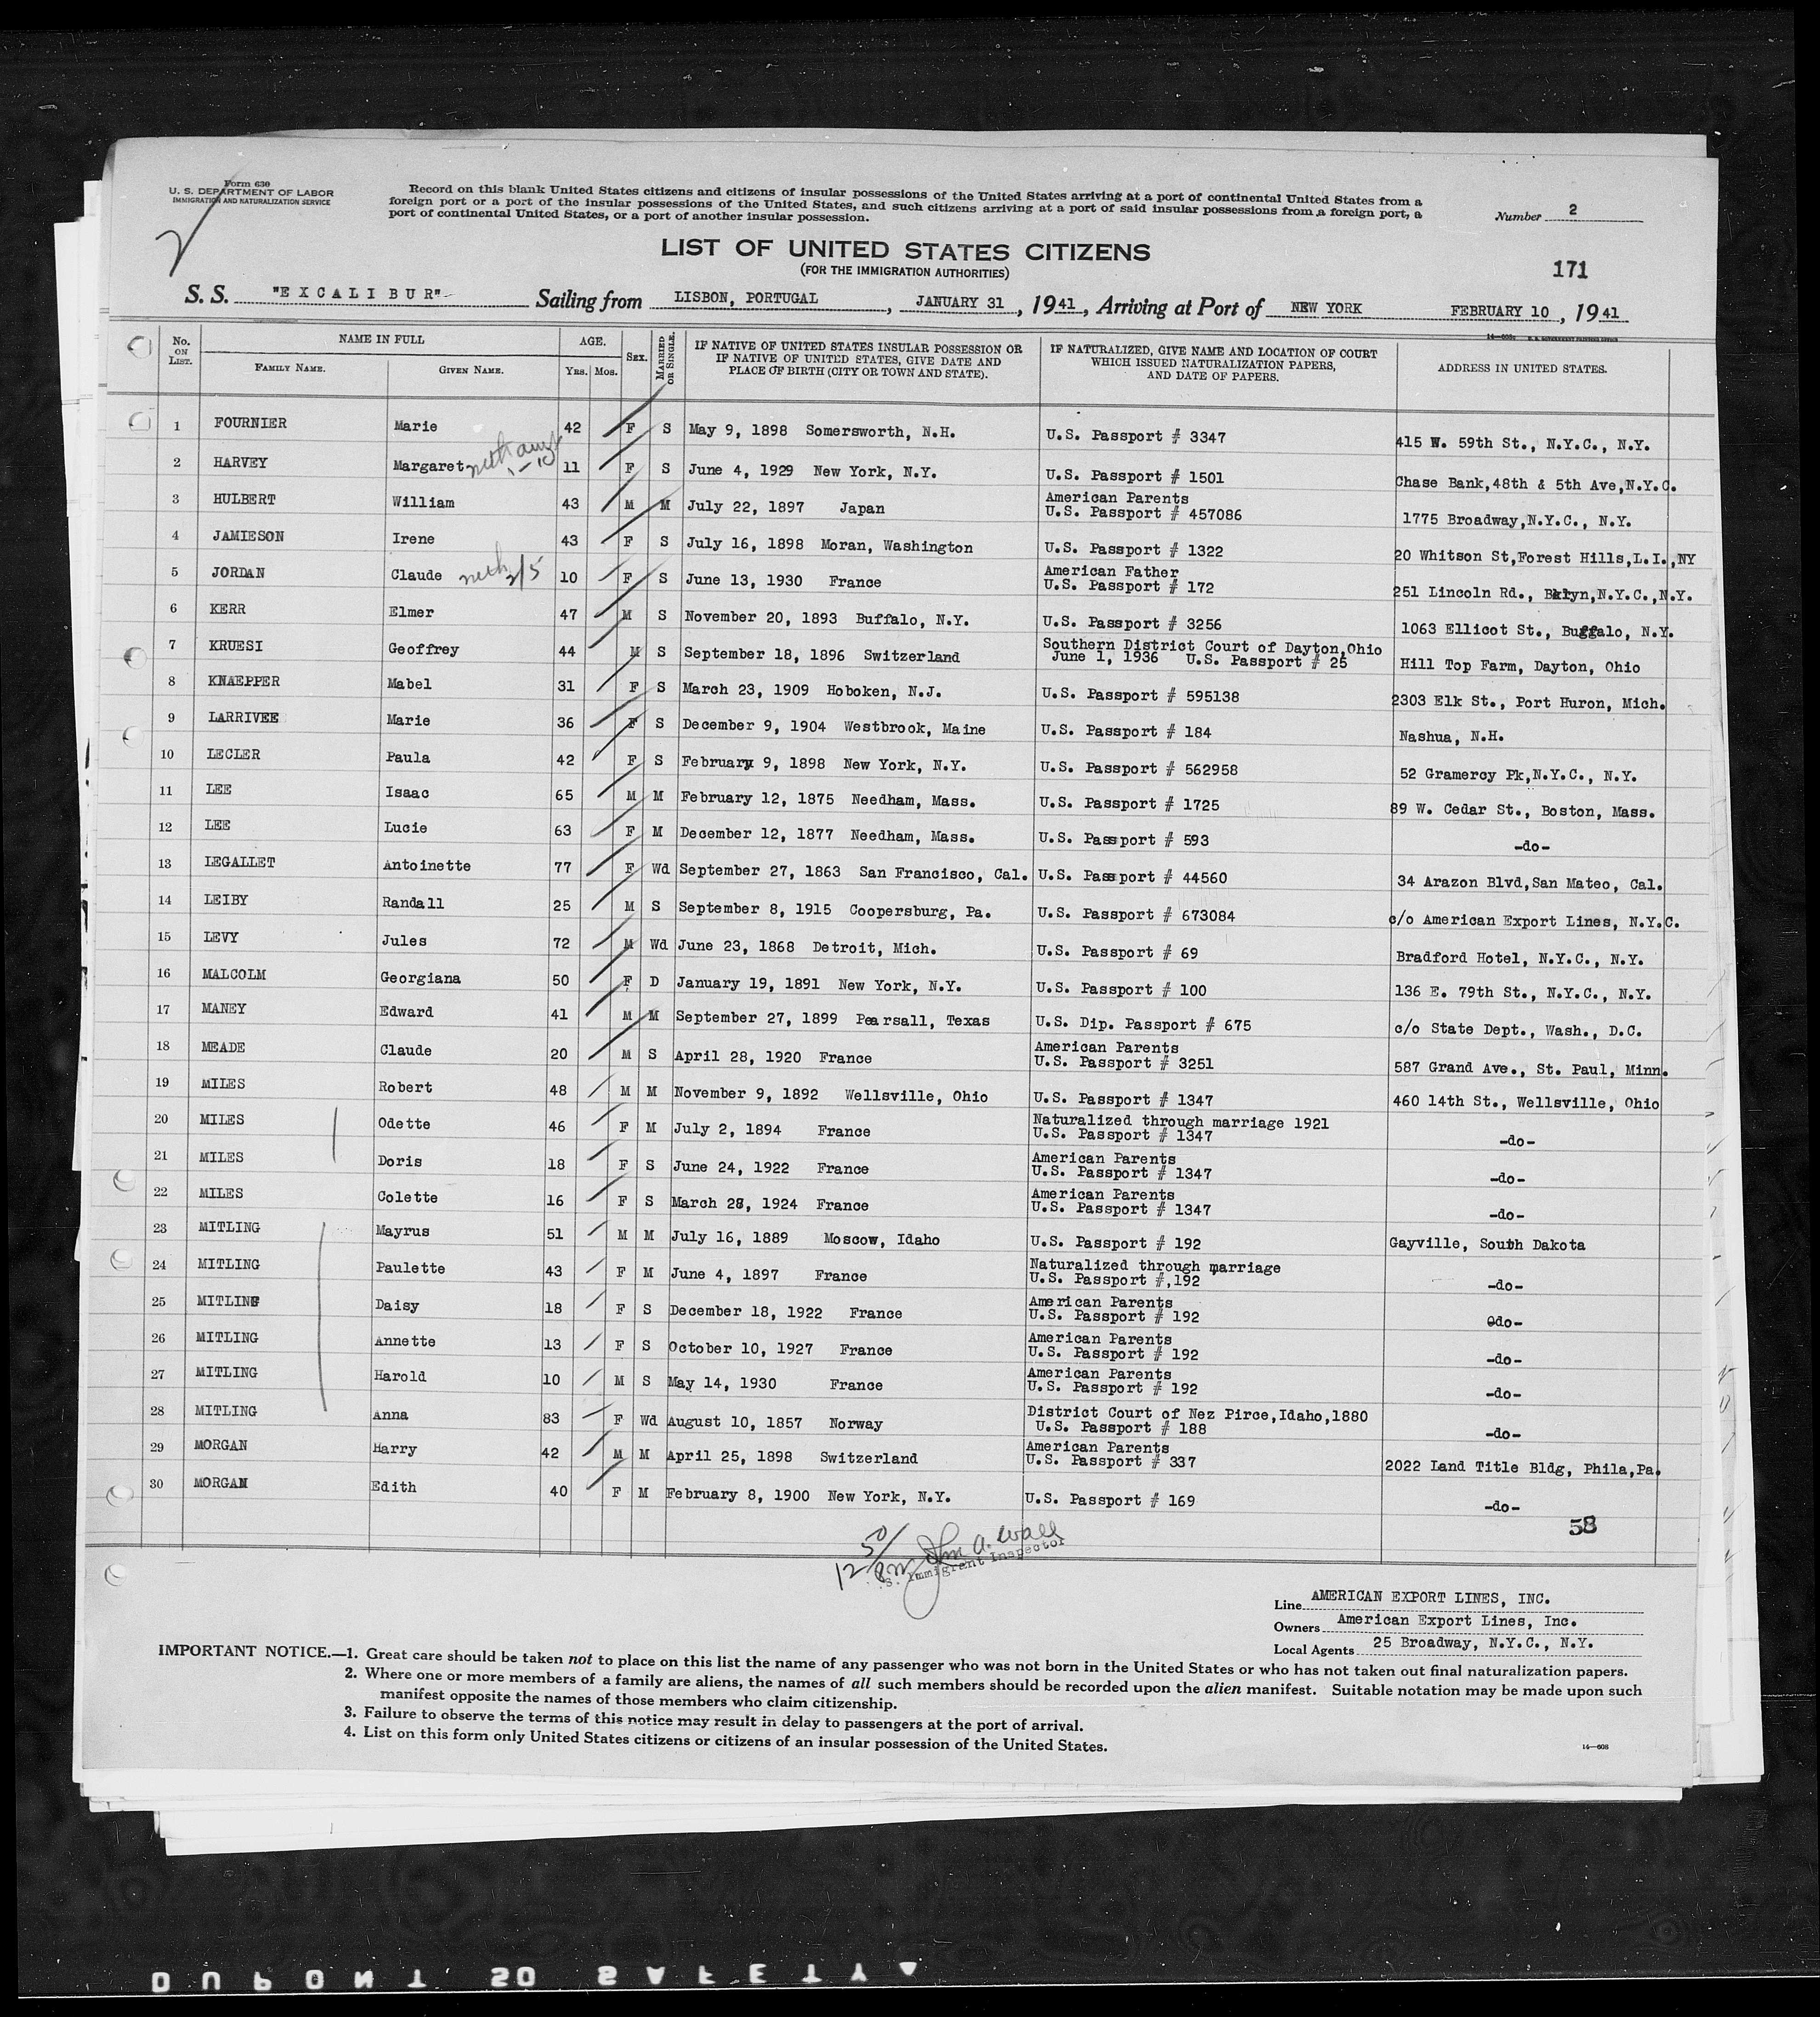 Form 630
U. S. DEPARTMENT OF LABOR
IMMIGRATION AND NATURALIZATION SERVICE
Record on this blank United States citizens and citizens of insular possessions of the United States arriving at a port of continental United States from a
foreign port or a port of the insular possessions of the United States, and such citizens arriving at a port of said insular possessions from a foreign port, a
port of continental United States, or a port of another insular possession.
Number 2
LIST OF UNITED STATES CITIZENS
(FOR THE IMMIGRATION AUTHORITIES)
171
S. S. "EXCALIBUR" Sailing from LISBON, PORTUGAL, JANUARY 31, 1941, Arriving at Port of NEW YORK FEBRUARY 10, 1941
No. ON LIST. NAME IN FULL FAMILY NAME. GIVEN NAME. AGE. YRS. MOS. SEX. MARRIED OR SINGLE. IF NATIVE OF UNITED STATES INSULAR POSSESSION OR IF NATIVE OF UNITED STATES, GIVE DATE AND PLACE OF BIRTH (CITY OR TOWN AND STATE). IF NATURALIZED, GIVE NAME AND LOCATION OF COURT WHICH ISSUED NATURALIZATION PAPERS, AND DATE OF PAPERS. ADDRESS IN UNITED STATES.
1 FOURNIER Marie 42 F S May 9, 1898 Somersworth, N.H. U.S. Passport # 3347 415 W. 59th St., N.Y.C., N.Y.
2 HARVEY Margaret 11 F S June 4, 1929 New York, N.Y. U.S. Passport # 1501 Chase Bank,48th & 5th Ave,N.Y.C.
3 HULBERT William 43 M M July 22, 1897 Japan American Parents U.S. Passport # 457086 1775 Broadway,N.Y.C., N.Y.
4 JAMIESON Irene 43 F S July 16, 1898 Moran, Washington U.S. Passport # 1322 20 Whitson St,Forest Hills,L.I.,NY
5 JORDAN Claude 2/5 10 F S June 13, 1930 France American Father U.S. Passport # 172 251 Lincoln Rd., Bklyn,N.Y.C.,N.Y.
6 KERR Elmer 47 M S November 20, 1893 Buffalo, N.Y. U.S. Passport # 3256 1063 Ellicot St., Buffalo, N.Y.
7 KRUESI Geoffrey 44 M S September 18, 1896 Switzerland Southern District Court of Dayton,Ohio June 1, 1936 U.S. Passport # 25 Hill Top Farm, Dayton, Ohio
8 KNAEPPER Mabel 31 F S March 23, 1909 Hoboken, N.J. U.S. Passport # 595138 2303 Elk St., Port Huron, Mich.
9 LARRIVEE Marie 36 F S December 9, 1904 Westbrook, Maine U.S. Passport # 184 Nashua, N.H.
10 LECLER Paula 42 F S February 9, 1898 New York, N.Y. U.S. Passport # 562958 52 Gramercy Pk,N.Y.C., N.Y.
11 LEE Isaac 65 M M February 12, 1875 Needham, Mass. U.S. Passport # 1725 89 W. Cedar St., Boston, Mass.
12 LEE Lucie 63 F M December 12, 1877 Needham, Mass. U.S. Passport # 593 -do-
13 LEGALLET Antoinette 77 F Wd September 27, 1863 San Francisco, Cal. U.S. Passport # 44560 34 Arazon Blvd,San Mateo, Cal.
14 LEIBY Randall 25 M S September 8, 1915 Coopersburg, Pa. U.S. Passport # 673084 c/o American Export Lines, N.Y.C.
15 LEVY Jules 72 M Wd June 23, 1868 Detroit, Mich. U.S. Passport # 69 Bradford Hotel, N.Y.C., N.Y.
16 MALCOLM Georgiana 50 F D January 19, 1891 New York, N.Y. U.S. Passport # 100 136 E. 79th St., N.Y.C., N.Y.
17 MANEY Edward 41 M M September 27, 1899 Pearsall, Texas U.S. Dip. Passport # 675 c/o State Dept., Wash., D.C.
18 MEADE Claude 20 M S April 28, 1920 France American Parents U.S. Passport # 3251 587 Grand Ave., St. Paul, Minn.
19 MILES Robert 48 M M November 9, 1892 Wellsville, Ohio U.S. Passport # 1347 460 14th St., Wellsville, Ohio
20 MILES Odette 46 F M July 2, 1894 France Naturalized through marriage 1921 U.S. Passport # 1347 -do-
21 MILES Doris 18 F S June 24, 1922 France American Parents U.S. Passport # 1347 -do-
22 MILES Colette 16 F S March 28, 1924 France American Parents U.S. Passport # 1347 -do-
23 MITLING Mayrus 51 M M July 16, 1889 Moscow, Idaho U.S. Passport # 192 Gayville, South Dakota
24 MITLING Paulette 43 F M June 4, 1897 France Naturalized through marriage U.S. Passport #,192 -do-
25 MITLING Daisy 18 F S December 18, 1922 France American Parents U.S. Passport # 192 -do-
26 MITLING Annette 13 F S October 10, 1927 France American Parents U.S. Passport # 192 -do-
27 MITLING Harold 10 M S May 14, 1930 France American Parents U.S. Passport # 192 -do-
28 MITLING Anna 83 F Wd August 10, 1857 Norway District Court of Nez Pirce,Idaho,1880 U.S. Passport # 188 -do-
29 MORGAN Harry 42 M M April 25, 1898 Switzerland American Parents U.S. Passport # 337 2022 Land Title Bldg, Phila,Pa.
30 MORGAN Edith 40 F M February 8, 1900 New York, N.Y. U.S. Passport # 169 -do-
58
John A. Wall
S. Immigrant Inspector
Line AMERICAN EXPORT LINES, INC.
Owners American Export Lines, Inc.
Local Agents 25 Broadway, N.Y.C., N.Y.
IMPORTANT NOTICE.—1. Great care should be taken not to place on this list the name of any passenger who was not born in the United States or who has not taken out final naturalization papers.
2. Where one or more members of a family are aliens, the names of all such members should be recorded upon the alien manifest. Suitable notation may be made upon such
manifest opposite the names of those members who claim citizenship.
3. Failure to observe the terms of this notice may result in delay to passengers at the port of arrival.
4. List on this form only United States citizens or citizens of an insular possession of the United States.
14—608
DUPONT SO SAFETY